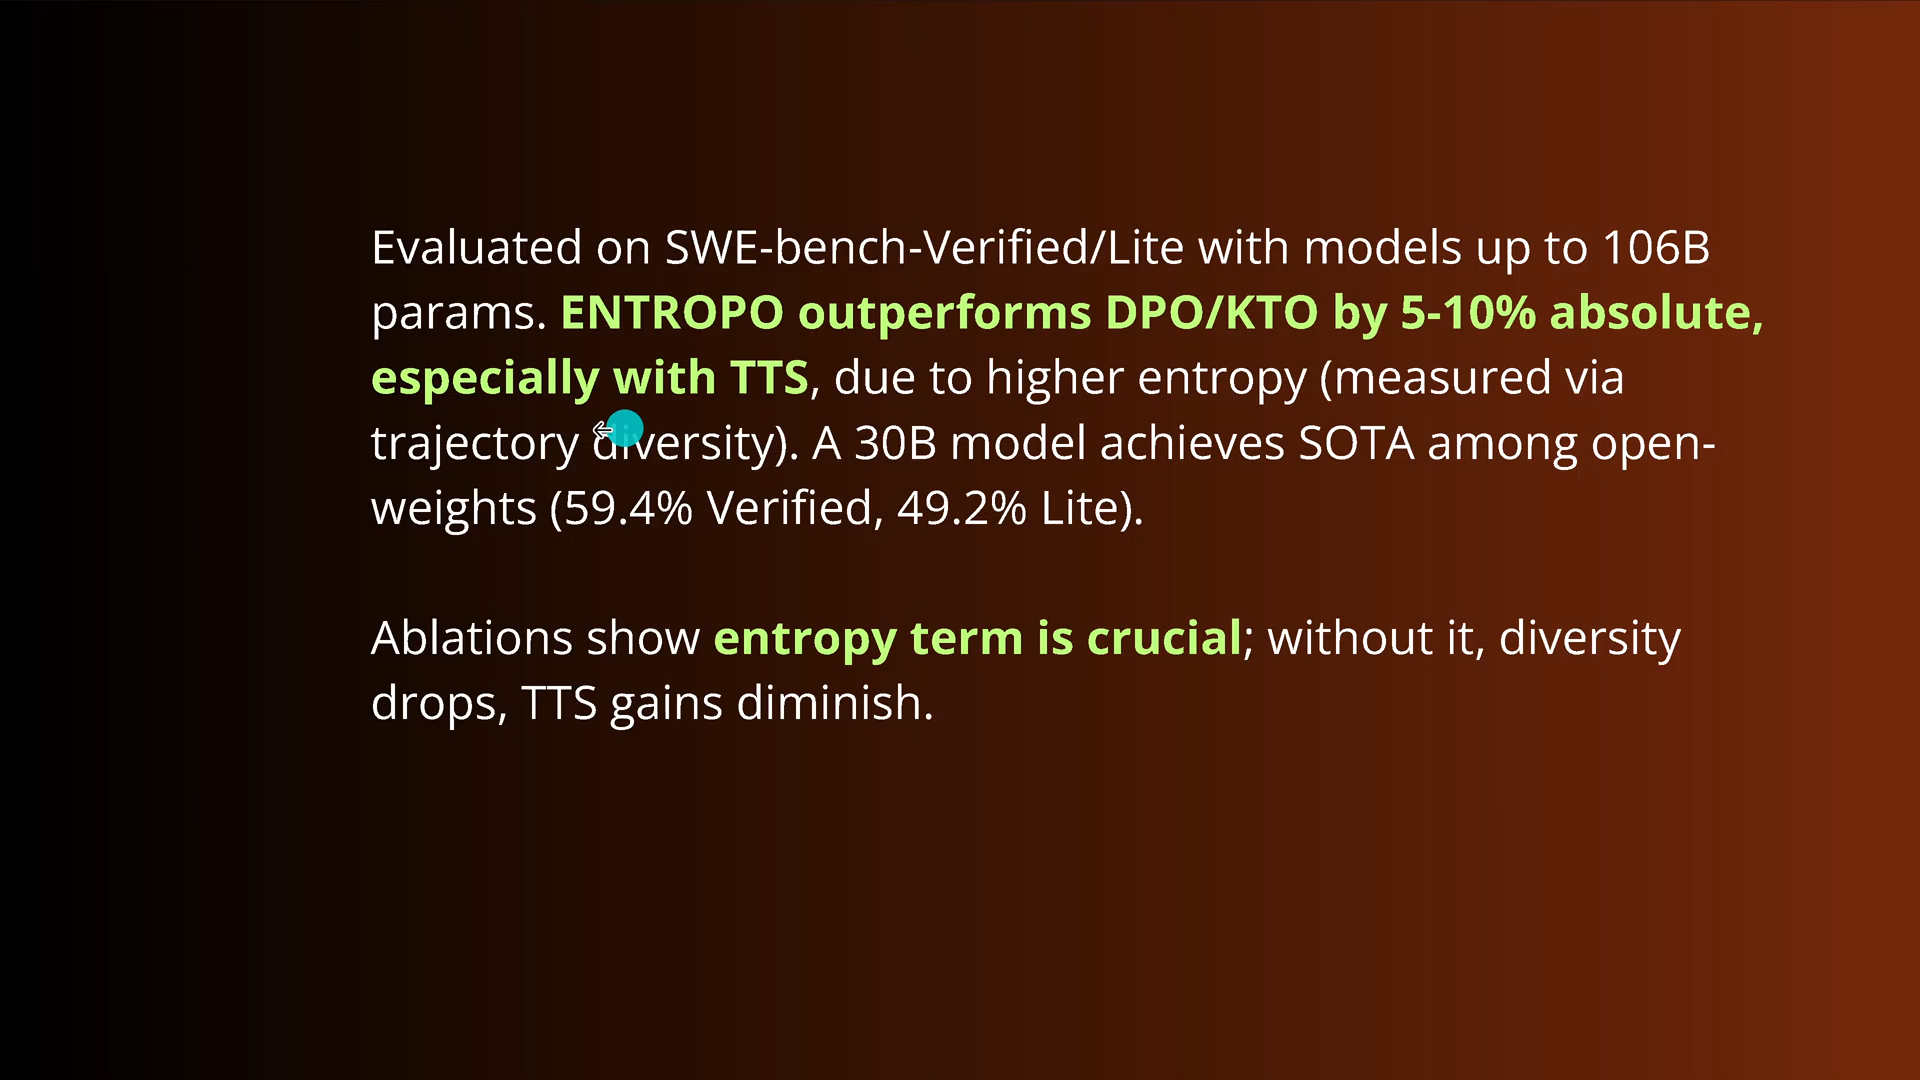 Evaluated on SWE-bench-Verified/Lite with models up to 106B
params. ENTROPO outperforms DPO/KTO by 5-10% absolute,
especially with TTS, due to higher entropy (measured via
trajectory diversity). A 30B model achieves SOTA among open-
weights (59.4% Verified, 49.2% Lite).
Ablations show entropy term is crucial; without it, diversity
drops, TTS gains diminish.